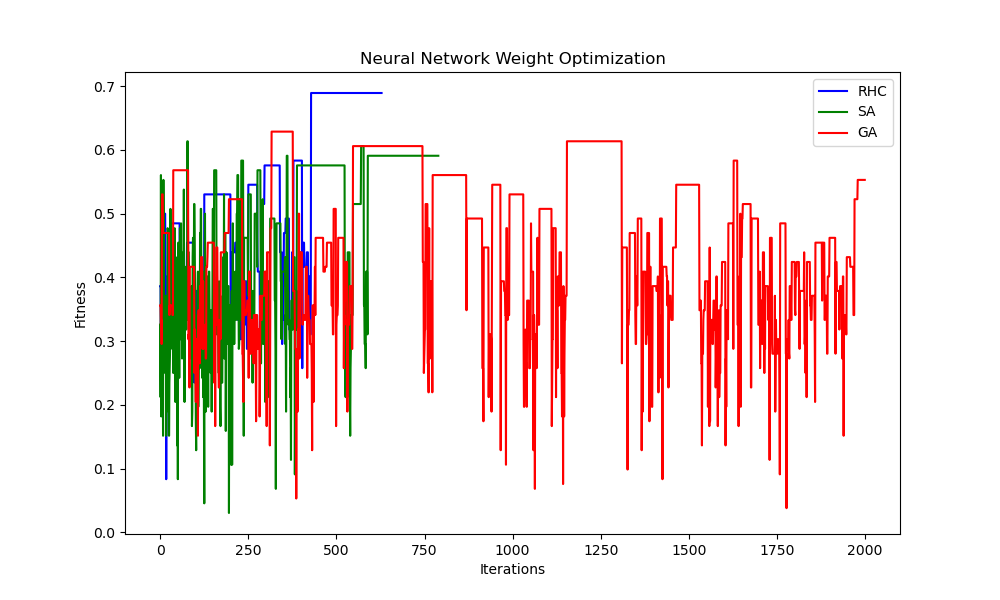 Neural Network Weight Optimization
RHC
SA
GA
Fitness
0.7
0.6
0.5
0.4
0.3
0.2
0.1
0.0
0 250 500 750 1000 1250 1500 1750 2000
Iterations